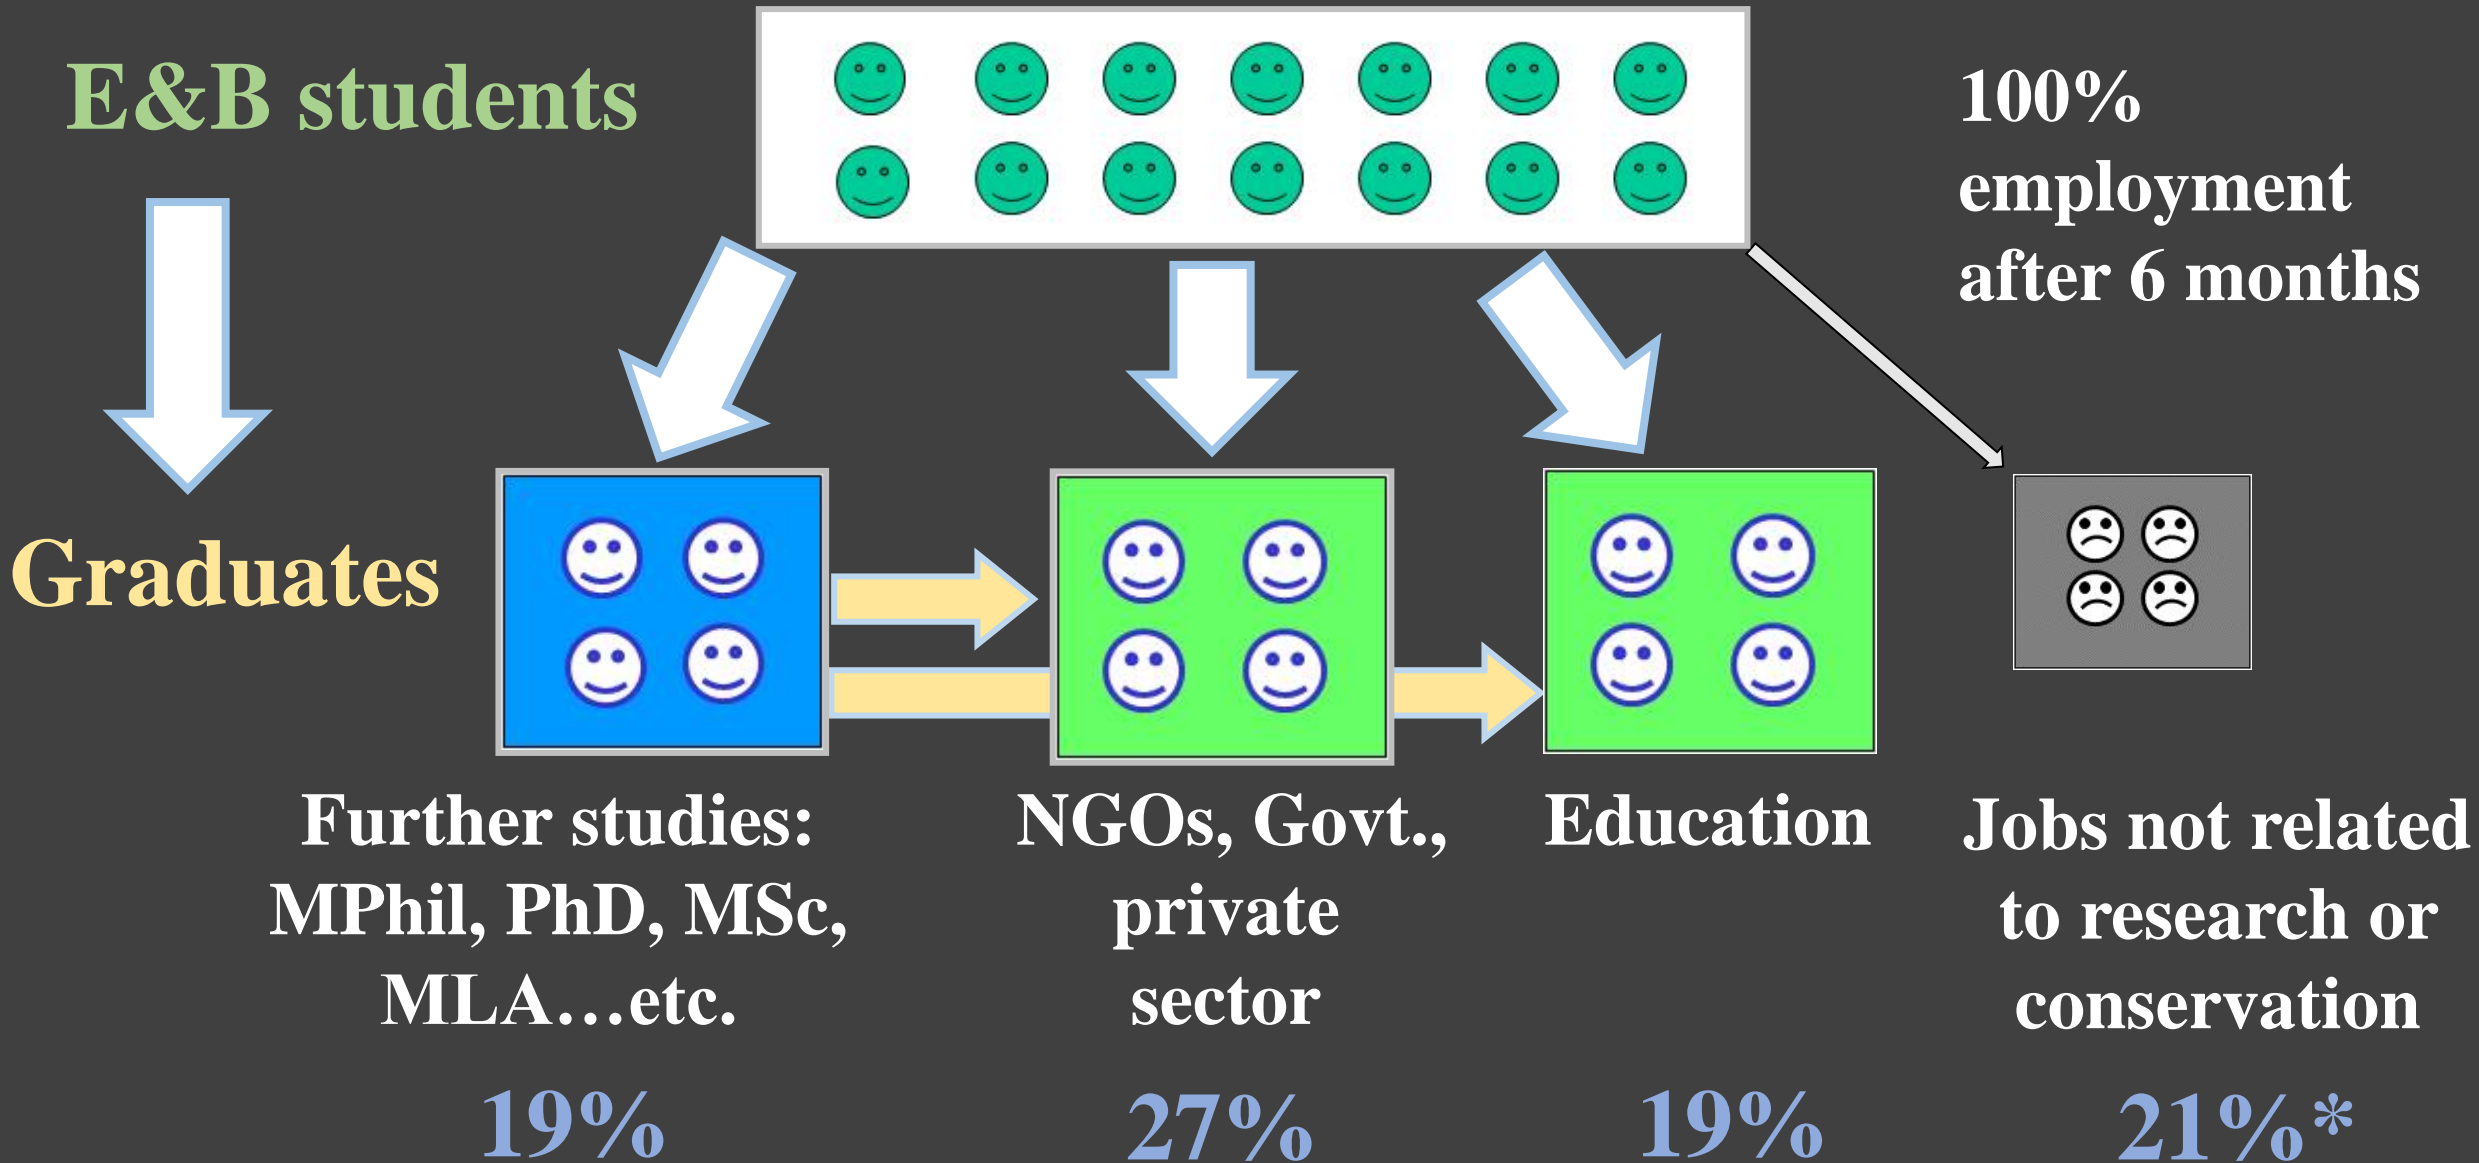 E&B students
100%
employment
after 6 months
Graduates
Further studies:
MPhil, PhD, MSc,
MLA…etc.
19%
NGOs, Govt.,
private
sector
27%
Education
19%
Jobs not related
to research or
conservation
21%*